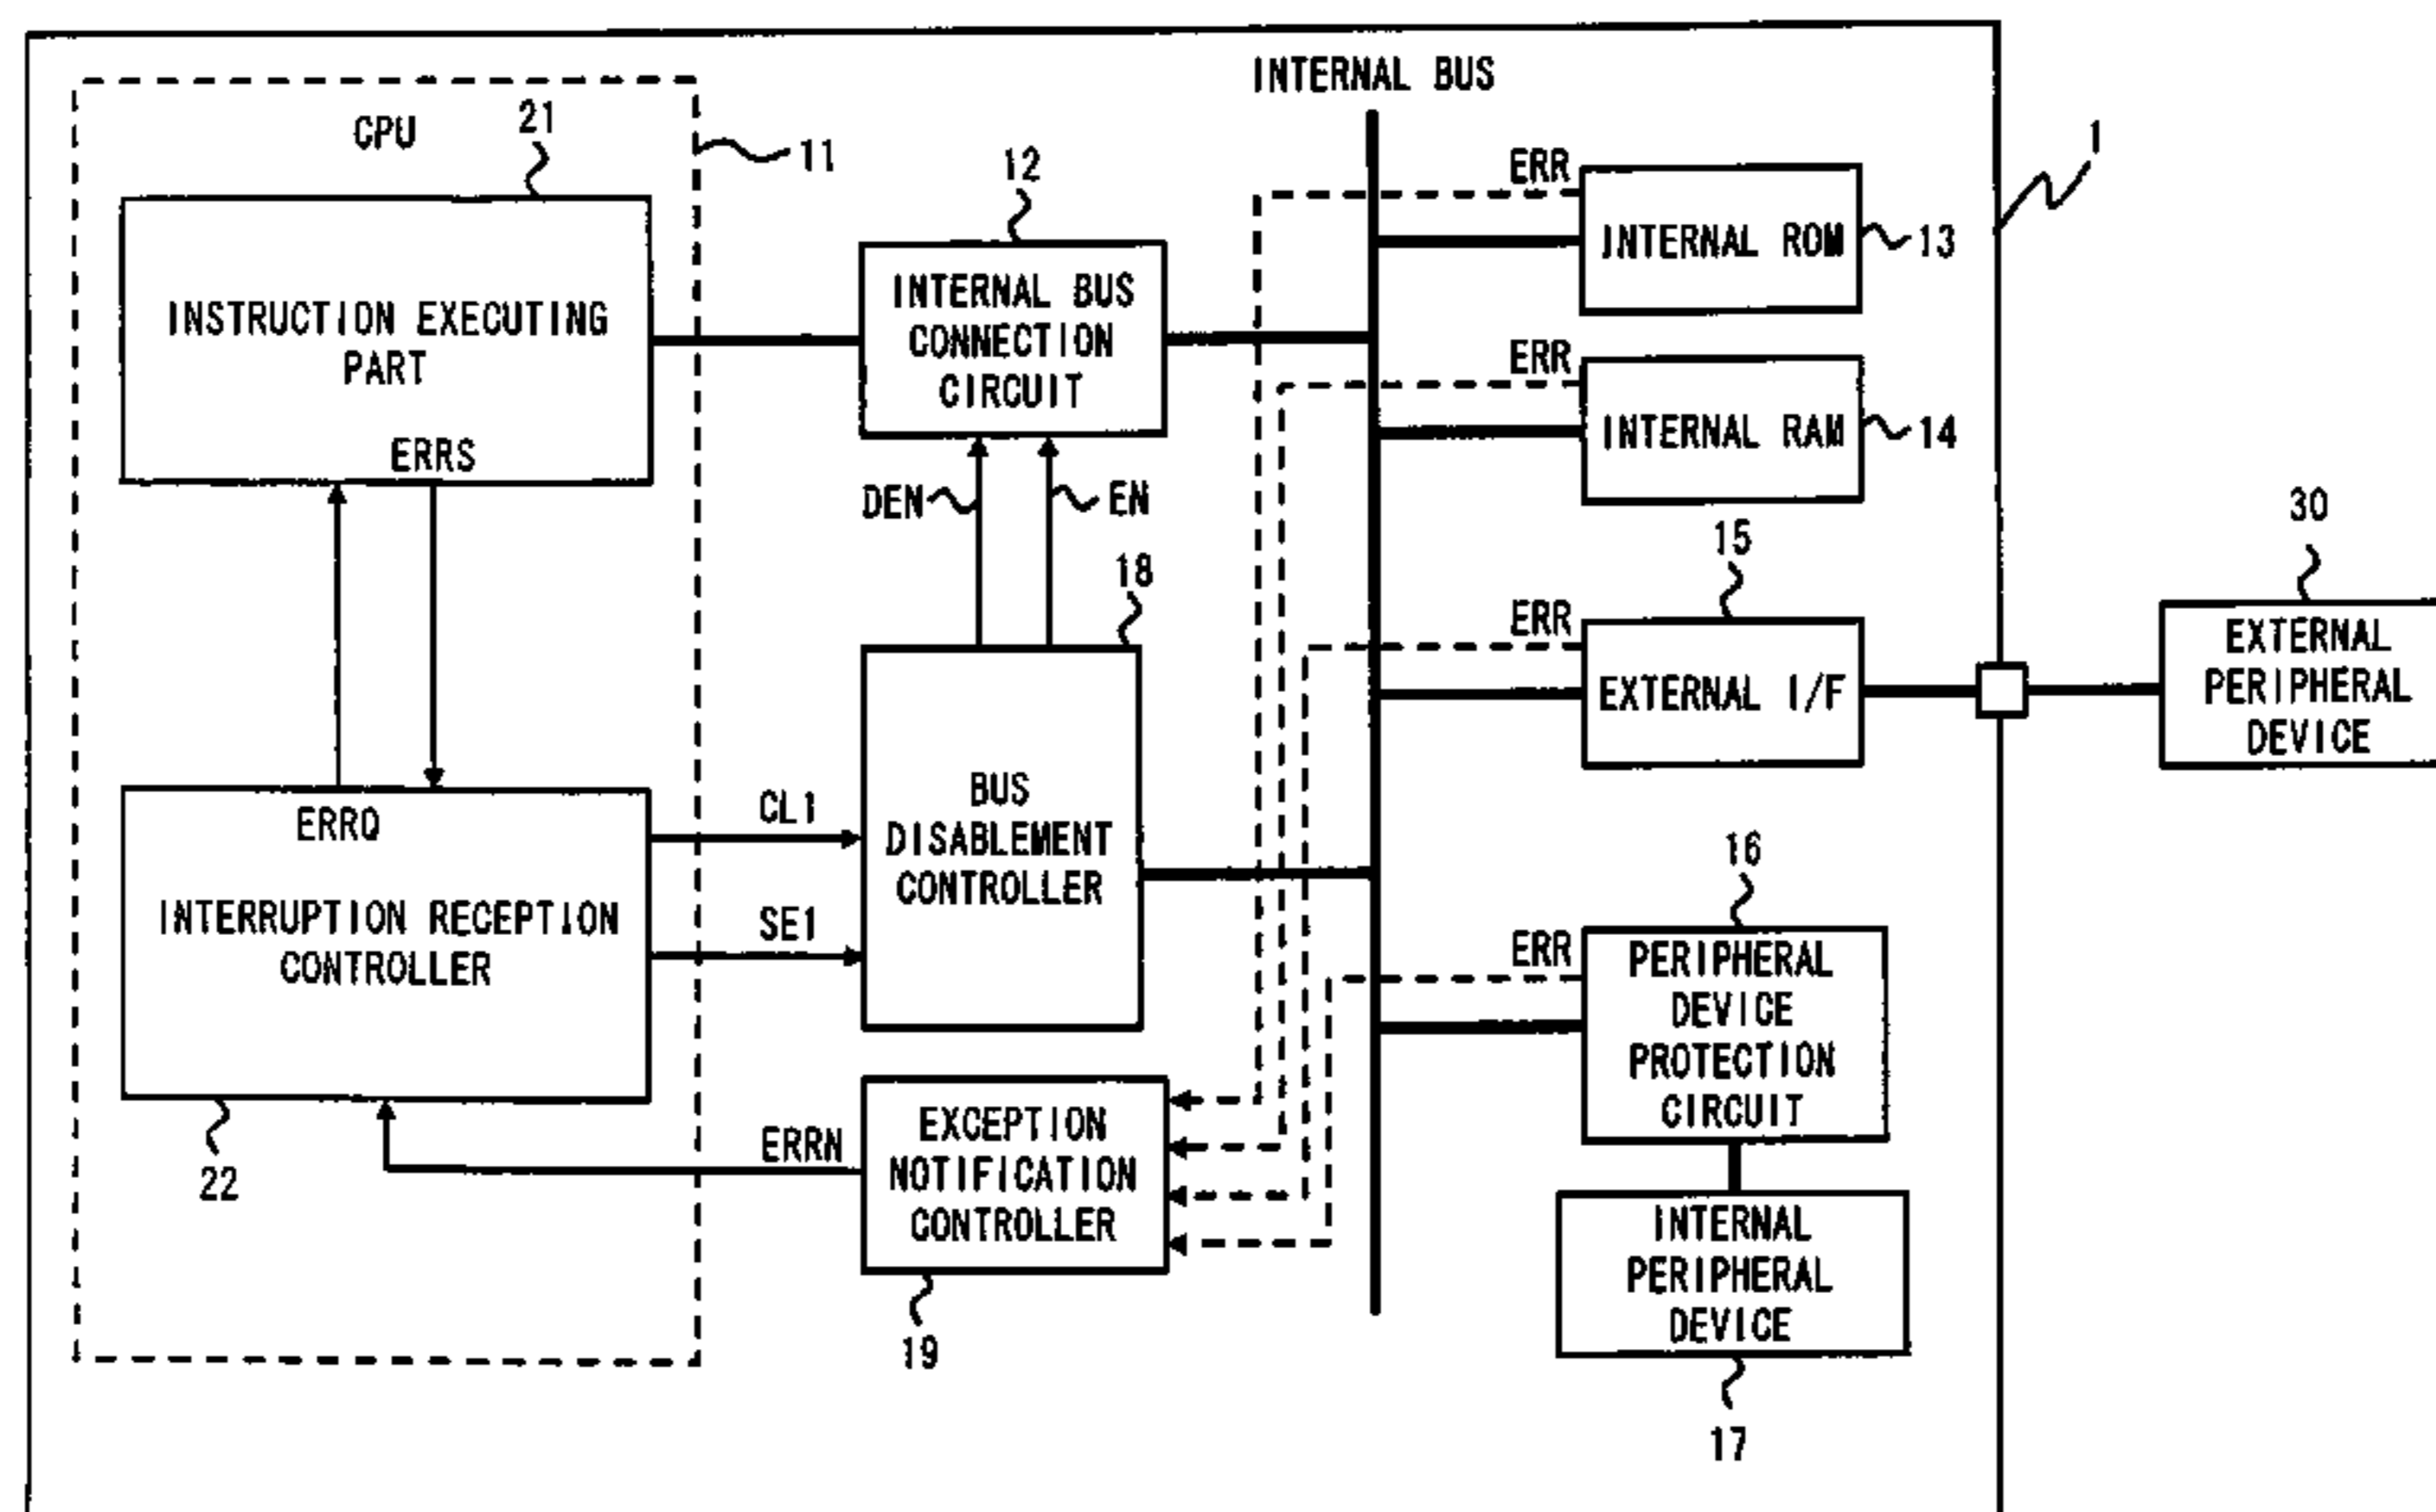 INTERNAL BUS
CPU
21
11
12
1
ERR
INTERNAL ROM
13
INSTRUCTION EXECUTING
PART
ERRS
INTERNAL BUS
CONNECTION
CIRCUIT
ERR
INTERNAL RAM
14
DEN
EN
18
15
30
ERR
EXTERNAL I/F
EXTERNAL
PERIPHERAL
DEVICE
ERRQ
INTERRUPTION RECEPTION
CONTROLLER
CL1
SE1
BUS
DISABLEMENT
CONTROLLER
16
ERR
PERIPHERAL
DEVICE
PROTECTION
CIRCUIT
22
ERRN
EXCEPTION
NOTIFICATION
CONTROLLER
19
INTERNAL
PERIPHERAL
DEVICE
17